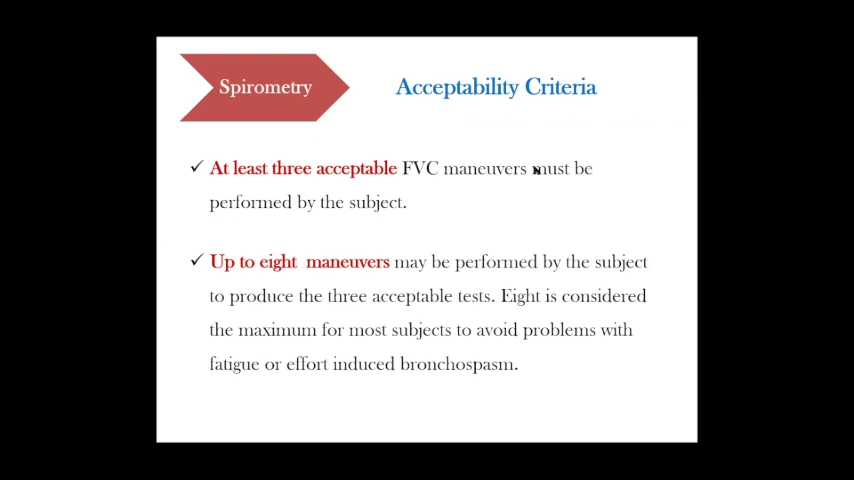 Spirometry
Acceptability Criteria
✓ At least three acceptable FVC maneuvers must be
performed by the subject.
✓ Up to eight maneuvers may be performed by the subject
to produce the three acceptable tests. Eight is considered
the maximum for most subjects to avoid problems with
fatigue or effort induced bronchospasm.